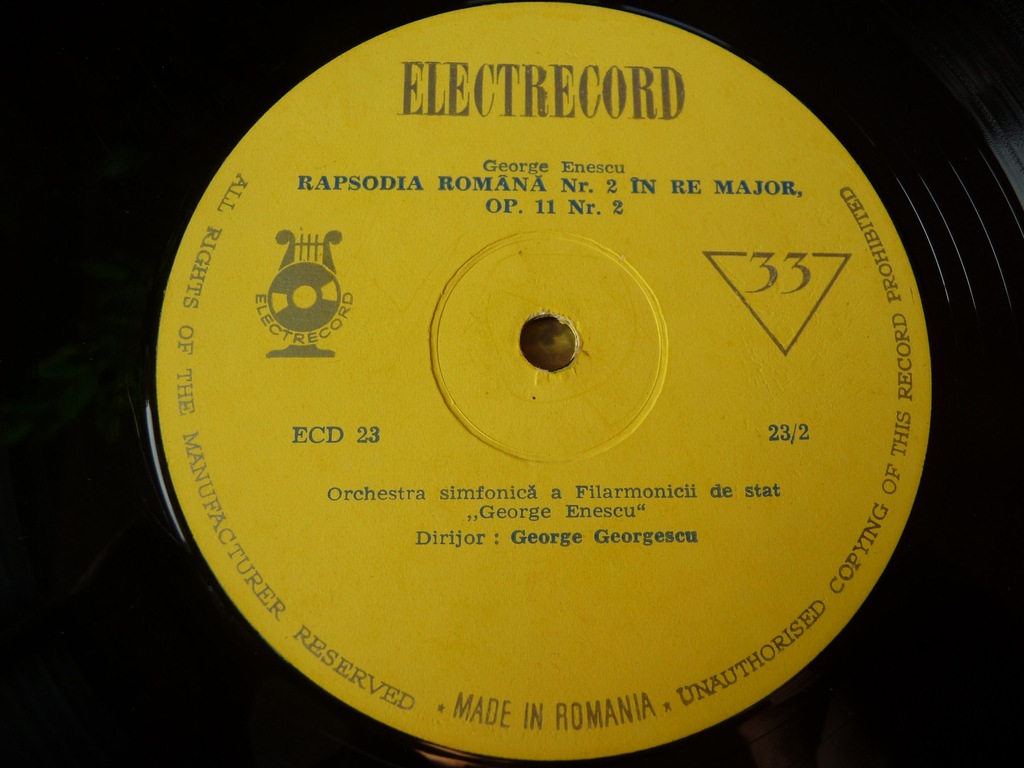 ELECTRECORD
George Enescu
RAPSODIA ROMÂNĂ Nr. 2 ÎN RE MAJOR,
OP. 11 Nr. 2
ELECTRECORD
33
ECD 23
23/2
Orchestra simfonică a Filarmonicii de stat
„George Enescu“
Dirijor : George Georgescu
ALL RIGHTS OF THE MANUFACTURER RESERVED ⋆ MADE IN ROMANIA ⋆ UNAUTHORISED COPYING OF THIS RECORD PROHIBITED